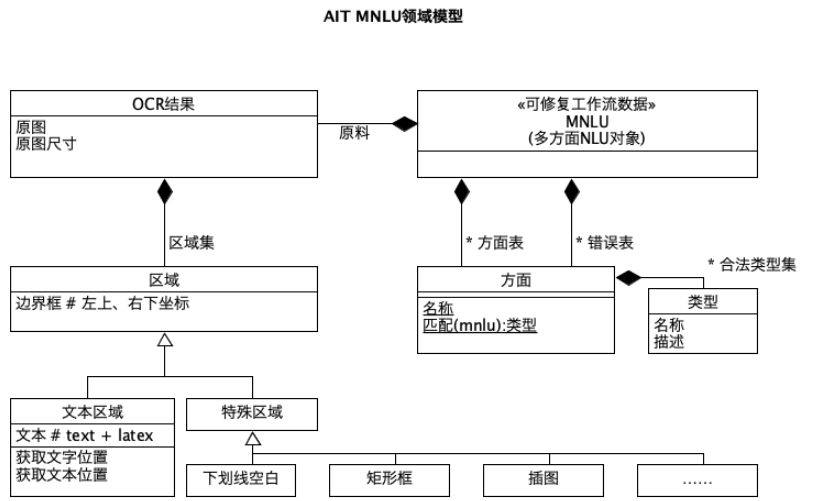 AIT MNLU领域模型
OCR结果
原图
原图尺寸
原料
«可修复工作流数据»
MNLU
(多方面NLU对象)
区域集
* 方面表
* 错误表
区域
边界框 # 左上、右下坐标
方面
名称
匹配(mnlu):类型
* 合法类型集
类型
名称
描述
文本区域
文本 # text + latex
获取文字位置
获取文本位置
特殊区域
下划线空白
矩形框
插图
......